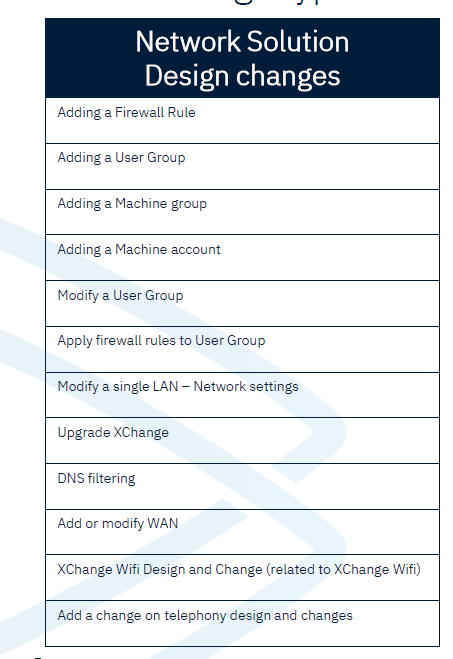 Network Solution
Design changes
Adding a Firewall Rule
Adding a User Group
Adding a Machine group
Adding a Machine account
Modify a User Group
Apply firewall rules to User Group
Modify a single LAN – Network settings
Upgrade XChange
DNS filtering
Add or modify WAN
XChange Wifi Design and Change (related to XChange Wifi)
Add a change on telephony design and changes